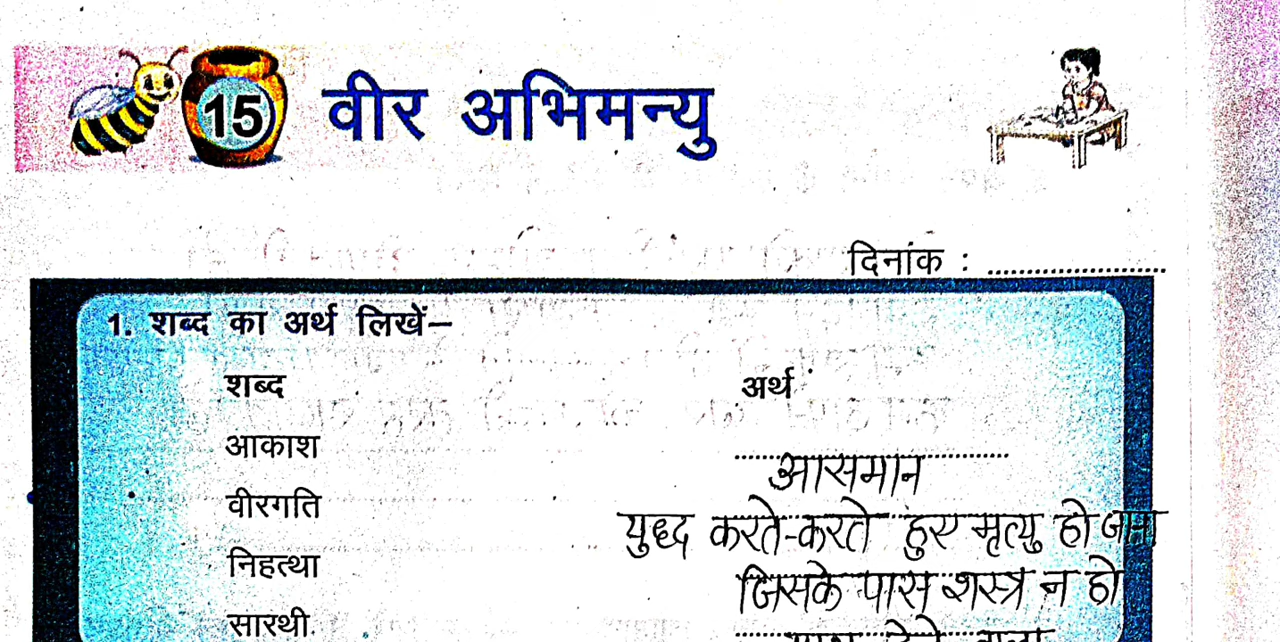 15 वीर अभिमन्यु
दिनांक : ........................
1. शब्द का अर्थ लिखें–
शब्द अर्थ
आकाश आसमान
वीरगति युध्द करते-करते हुए मृत्यु हो जाना
निहत्था जिसके पास शस्त्र न हो
सारथी